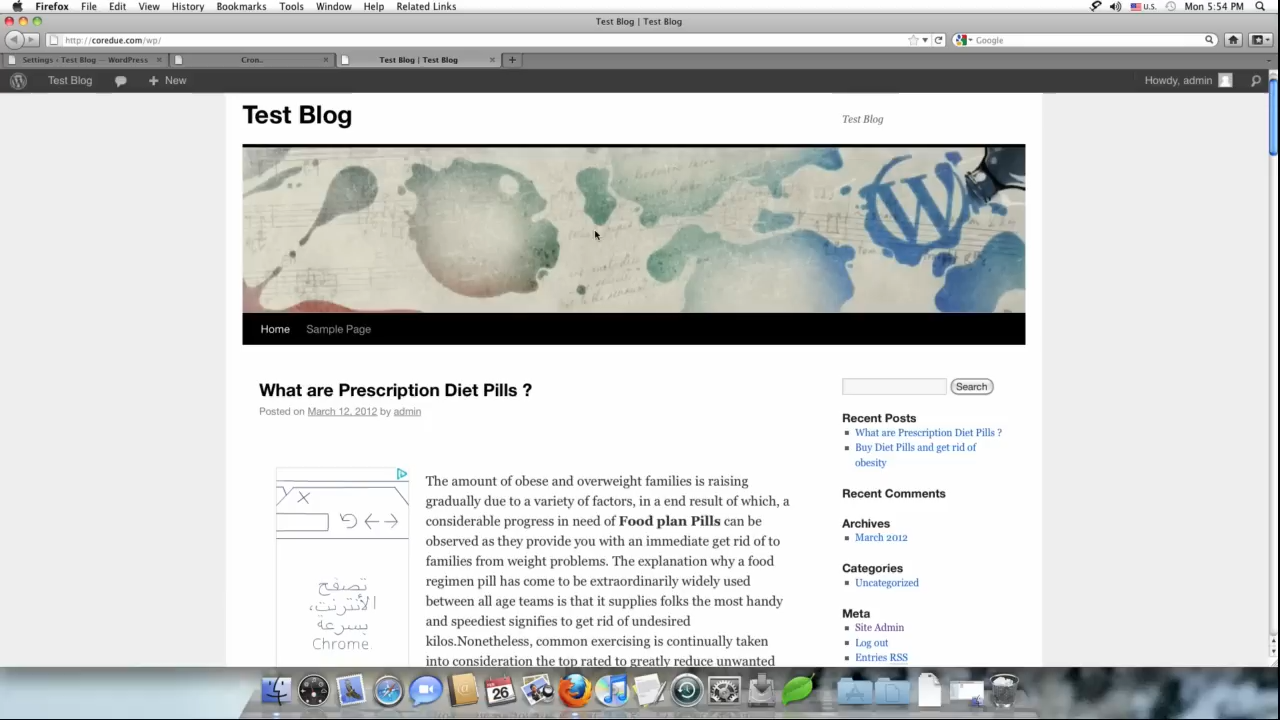 Firefox File Edit View History Bookmarks Tools Window Help Related Links U.S. Mon 5:54 PM
Test Blog | Test Blog
http://coredue.com/wp/ Google
Settings ‹ Test Blog — WordPress Cron.. Test Blog | Test Blog
Test Blog New Howdy, admin
Test Blog
Test Blog
W
Home Sample Page
What are Prescription Diet Pills ?
Posted on March 12, 2012 by admin
The amount of obese and overweight families is raising
gradually due to a variety of factors, in a end result of which, a
considerable progress in need of Food plan Pills can be
observed as they provide you with an immediate get rid of to
families from weight problems. The explanation why a food
regimen pill has come to be extraordinarily widely used
between all age teams is that it supplies folks the most handy
and speediest signifies to get rid of undesired
kilos.Nonetheless, common exercising is continually taken
into consideration the top rated to greatly reduce unwanted
تصفح
الأنترنت،
بسرعة
Chrome.
Search
Recent Posts
What are Prescription Diet Pills ?
Buy Diet Pills and get rid of
obesity
Recent Comments
Archives
March 2012
Categories
Uncategorized
Meta
Site Admin
Log out
Entries RSS
26